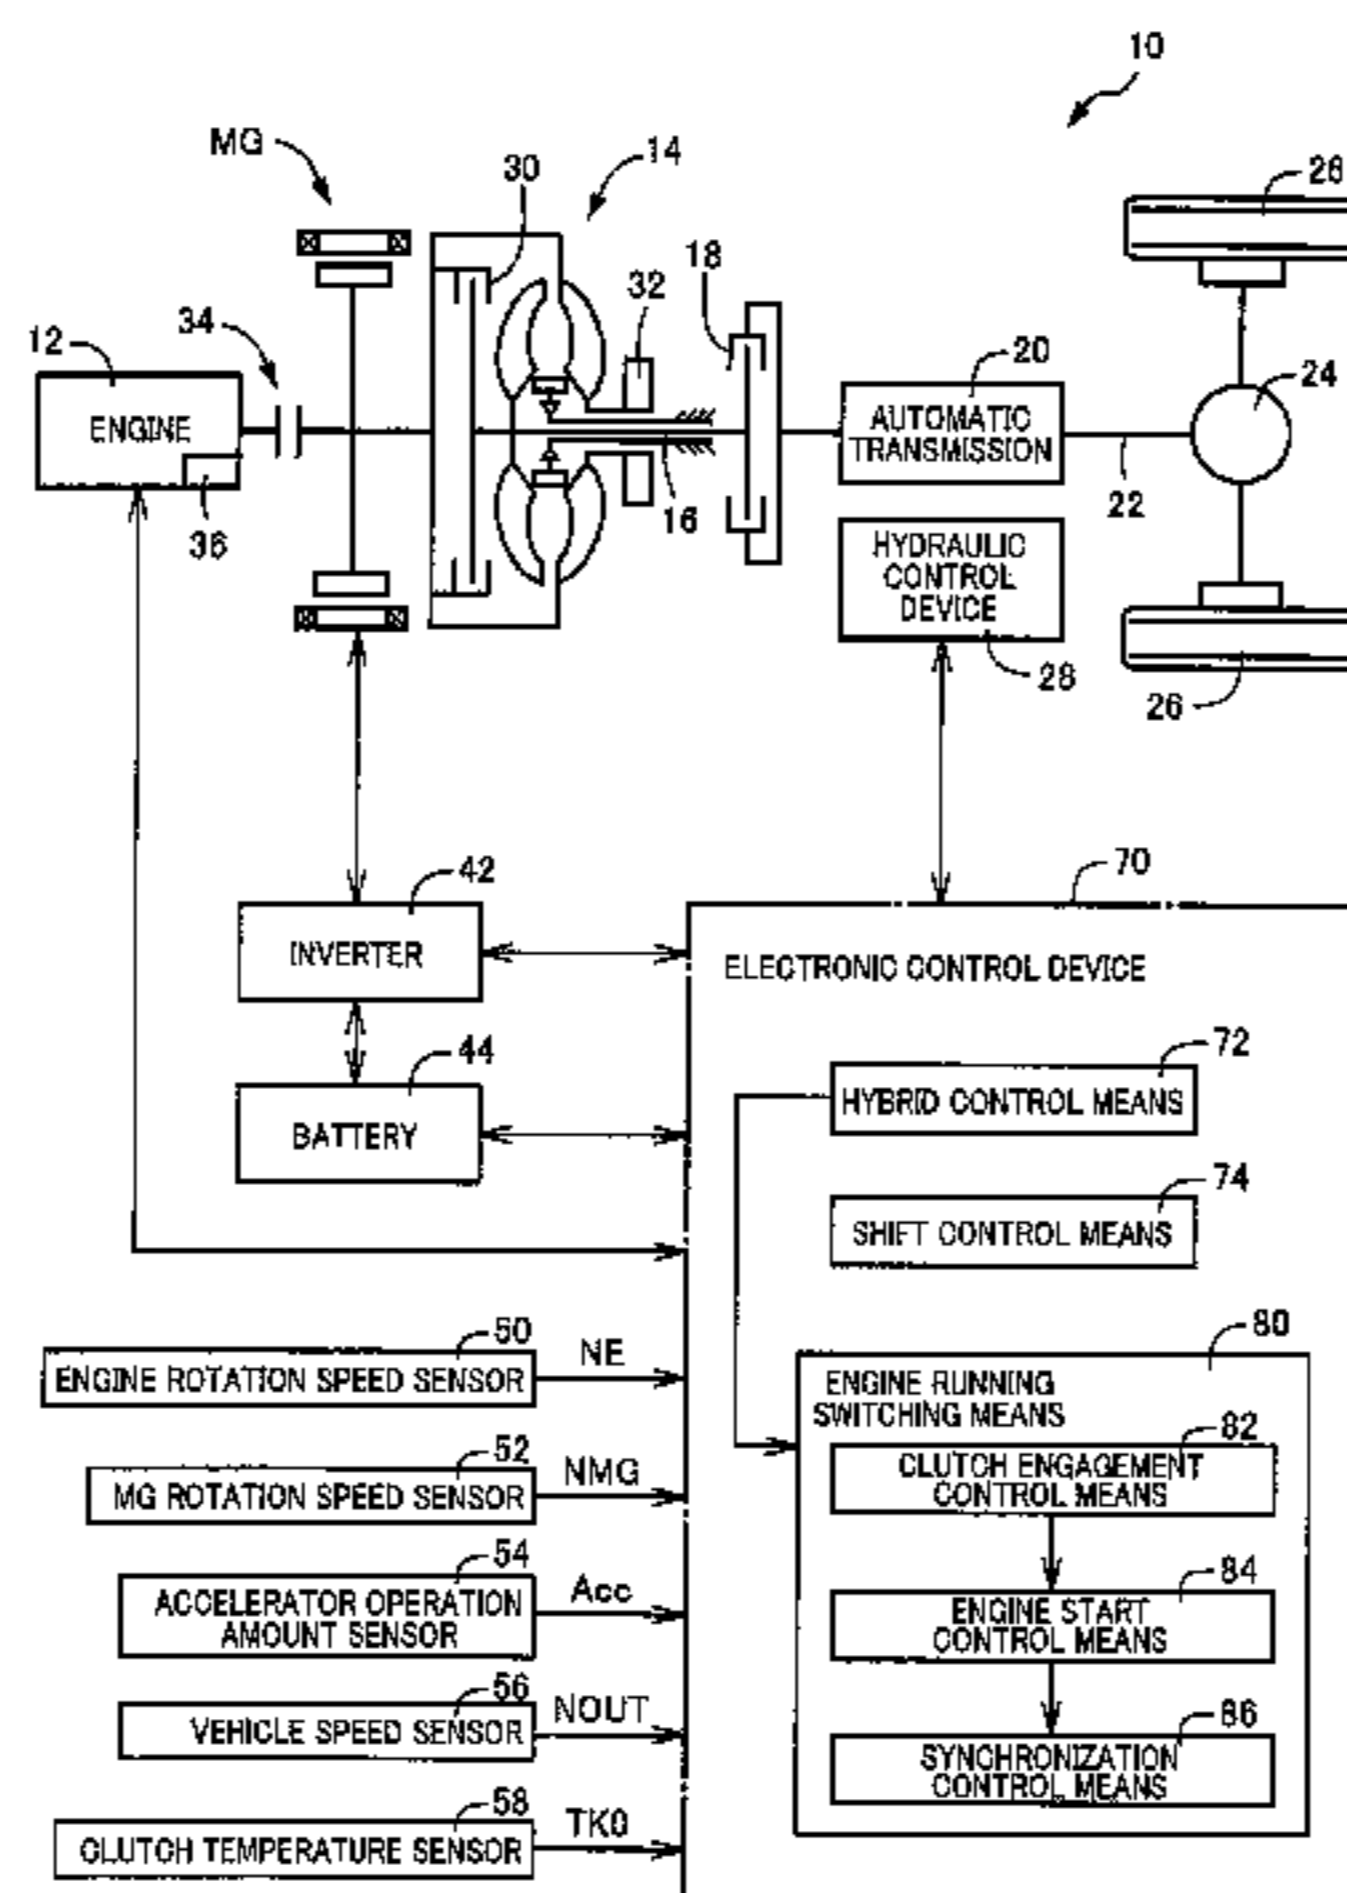 10
MG
30
14
26
18
32
34
12
20
24
ENGINE
AUTOMATIC
TRANSMISSION
36
16
22
HYDRAULIC
CONTROL
DEVICE
28
26
70
42
INVERTER
ELECTRONIC CONTROL DEVICE
44
72
BATTERY
HYBRID CONTROL MEANS
74
SHIFT CONTROL MEANS
50
NE
80
ENGINE ROTATION SPEED SENSOR
ENGINE RUNNING
SWITCHING MEANS
52
NMG
82
MG ROTATION SPEED SENSOR
CLUTCH ENGAGEMENT
CONTROL MEANS
54
Acc
84
ACCELERATOR OPERATION
AMOUNT SENSOR
ENGINE START
CONTROL MEANS
56
NOUT
86
VEHICLE SPEED SENSOR
SYNCHRONIZATION
CONTROL MEANS
58
TK0
CLUTCH TEMPERATURE SENSOR